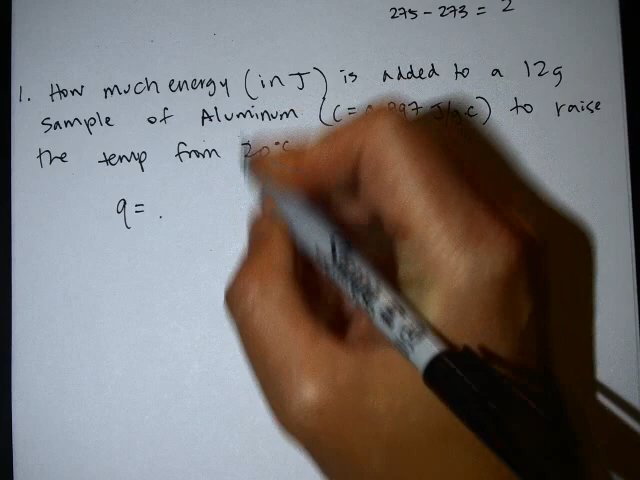 275 - 273 = 2
1. How much energy (in J) is added to a 12g
sample of Aluminum (C= 0.897 J/g°C) to raise
the temp from 20°C
q = .